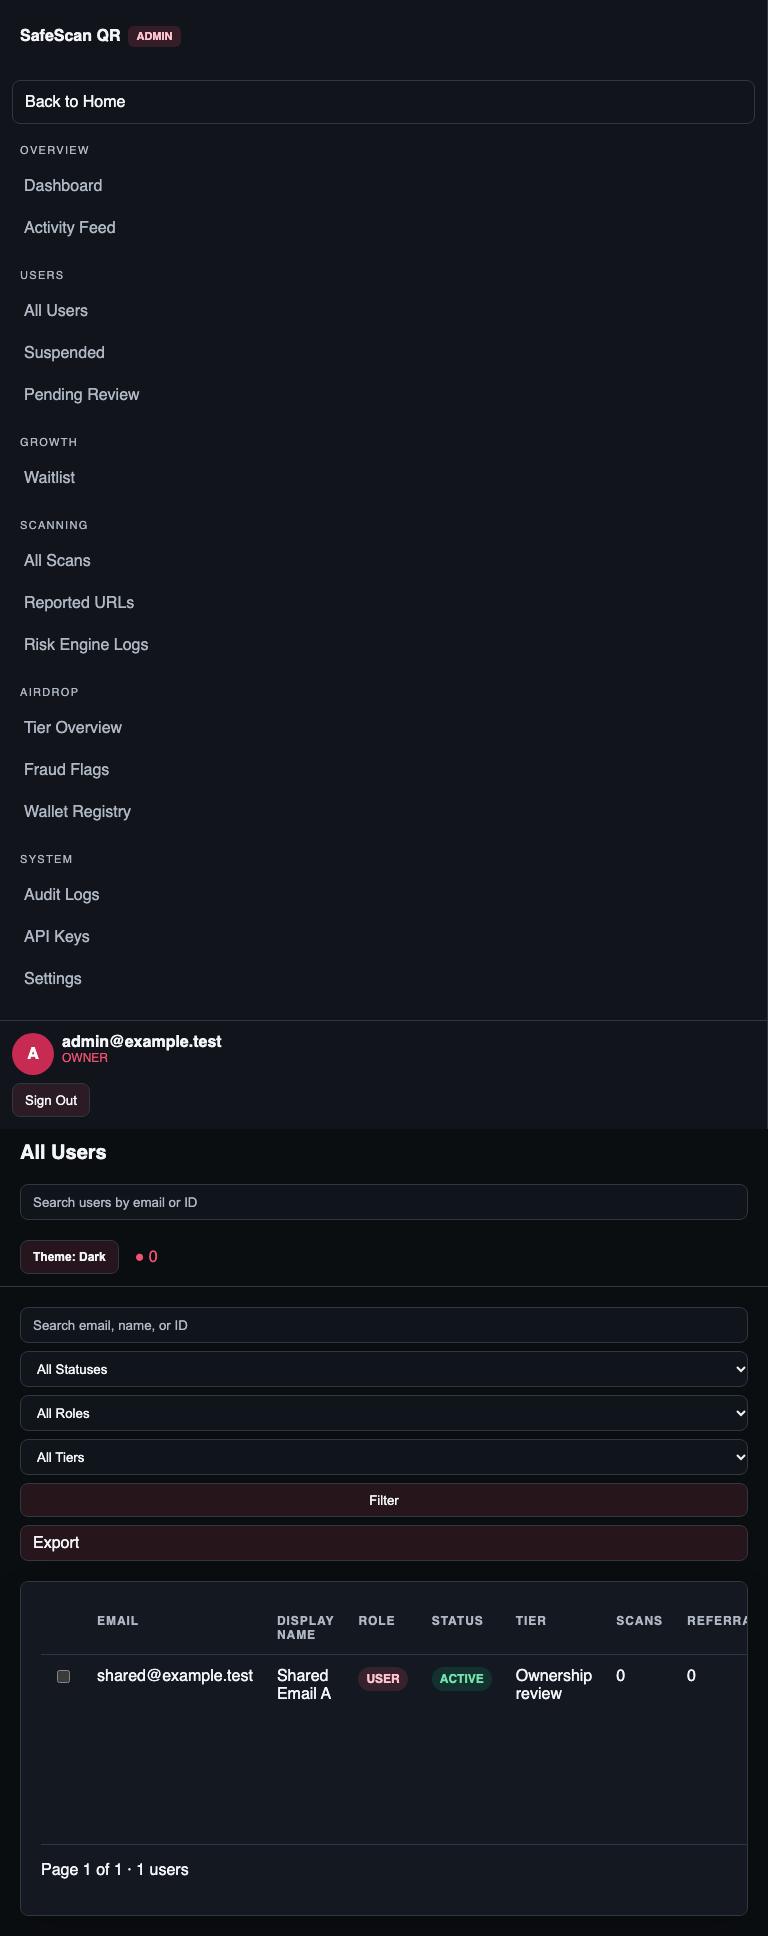 SafeScan QR ADMIN
Back to Home
OVERVIEW
Dashboard
Activity Feed
USERS
All Users
Suspended
Pending Review
GROWTH
Waitlist
SCANNING
All Scans
Reported URLs
Risk Engine Logs
AIRDROP
Tier Overview
Fraud Flags
Wallet Registry
SYSTEM
Audit Logs
API Keys
Settings
A
admin@example.test
OWNER
Sign Out
All Users
Search users by email or ID
Theme: Dark 0
Search email, name, or ID
All Statuses
All Roles
All Tiers
Filter
Export
EMAIL DISPLAY NAME ROLE STATUS TIER SCANS REFERRA
shared@example.test Shared Email A USER ACTIVE Ownership review 0 0
Page 1 of 1 · 1 users